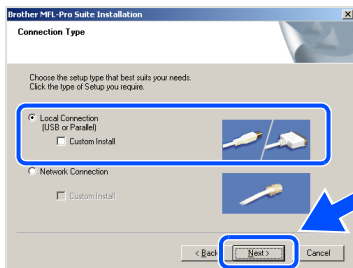 Brother MFL-Pro Suite Installation
Connection Type
Choose the setup type that best suits your needs.
Click the type of Setup you require.
Local Connection
(USB or Parallel)
Custom Install
Network Connection
Custom Install
< Back
Next >
Cancel